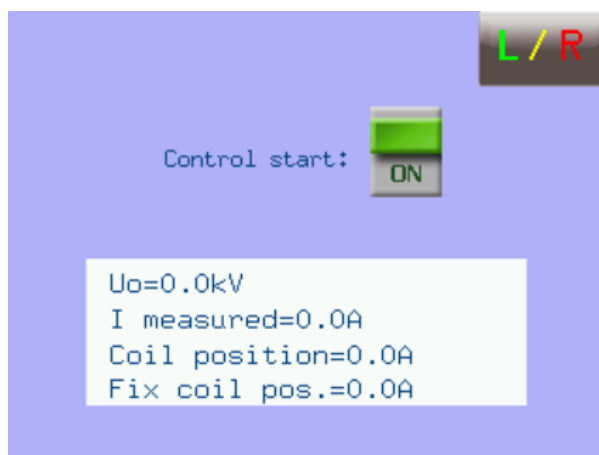 L/R
Control start:
ON
Uo=0.0kV
I measured=0.0A
Coil position=0.0A
Fix coil pos.=0.0A